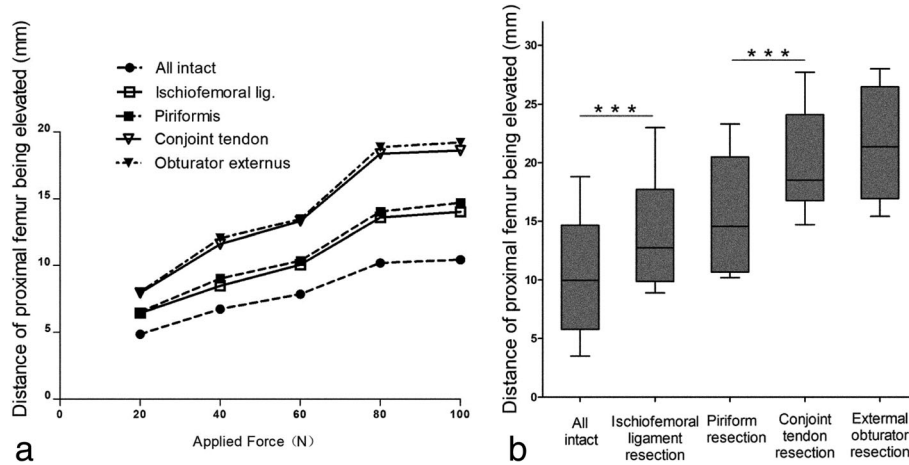 a
Distance of proximal femur being elevated (mm)
All intact
Ischiofemoral lig.
Piriformis
Conjoint tendon
Obturator externus
20
15
10
5
0
0 20 40 60 80 100
Applied Force (N)
b
Distance of proximal femur being elevated (mm)
30
25
20
15
10
5
0
***
***
All
intact
Ischiofemoral
ligament
resection
Piriform
resection
Conjoint
tendon
resection
Extermal
obturator
resection